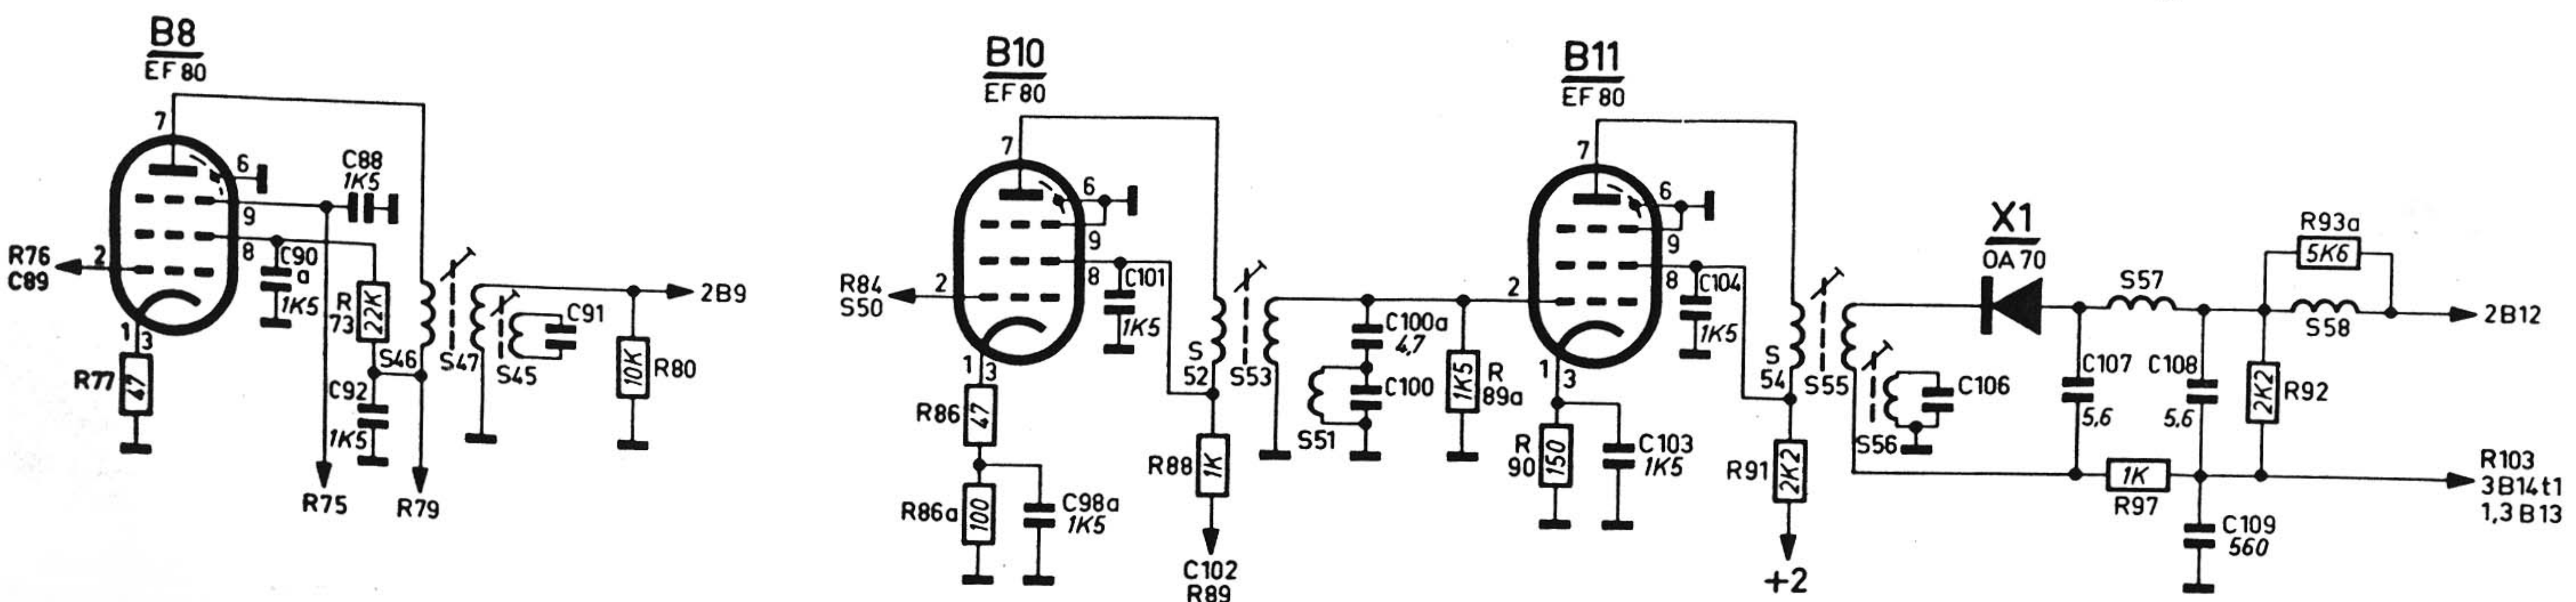 B8
EF 80
7
6
C88
1K5
9
8
C90
a
1K5
R76
C89
2
R
73
22K
1
3
R77
47
S46
C92
1K5
R75
R79
S47
S45
C91
2B9
10K
R80
B10
EF 80
7
6
9
8
C101
1K5
R84
S50
2
1
3
R86
47
R86a
100
C98a
1K5
S
52
S53
R88
1K
C102
R89
C100a
4,7
C100
S51
1K5
R
89a
B11
EF 80
7
6
9
8
C104
1K5
2
1
3
R
90
150
C103
1K5
S
54
S55
R91
2K2
+2
S56
C106
X1
OA 70
S57
R93a
5K6
S58
2B12
C107
5,6
C108
5,6
2K2
R92
1K
R97
C109
560
R103
3B14t1
1,3 B13